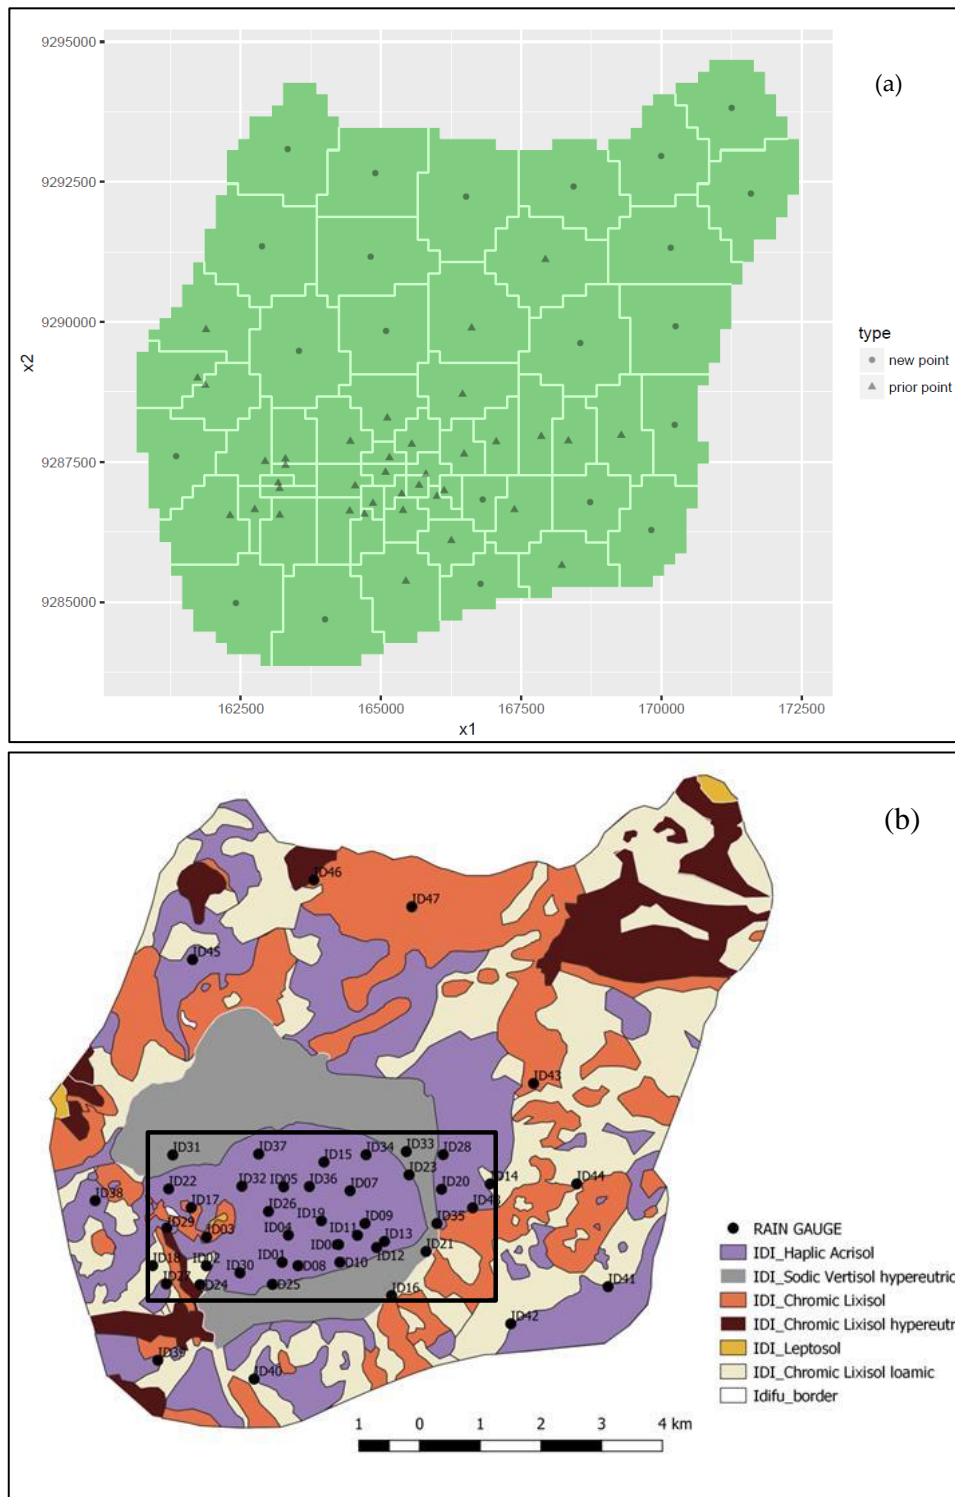 (a)
9295000
9292500
9290000
9287500
9285000
x2
162500 165000 167500 170000 172500
x1
type
new point
prior point
(b)
ID46
ID47
ID45
ID43
ID31
ID37
ID15
ID34
ID33
ID28
ID23
ID14
ID44
ID38
ID22
ID32
ID05
ID36
ID07
ID20
ID17
ID26
ID19
ID09
ID35
ID29
ID03
ID04
ID11
ID13
ID12
ID21
ID18
ID02
ID01
ID08
ID10
ID30
ID27
ID24
ID25
ID16
ID41
ID42
ID39
ID40
RAIN GAUGE
IDI_Haplic Acrisol
IDI_Sodic Vertisol hypereutric
IDI_Chromic Lixisol
IDI_Chromic Lixisol hypereutr
IDI_Leptosol
IDI_Chromic Lixisol loamic
Idifu_border
1 0 1 2 3 4 km